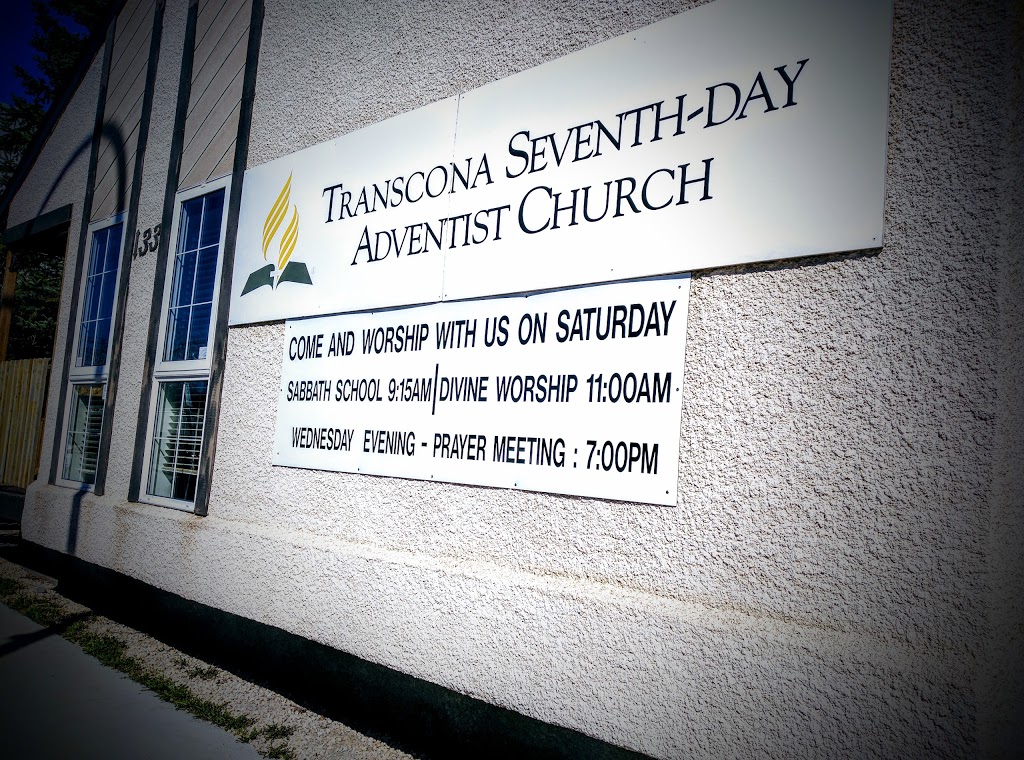 TRANSCONA SEVENTH-DAY
ADVENTIST CHURCH
COME AND WORSHIP WITH US ON SATURDAY
SABBATH SCHOOL 9:15AM|DIVINE WORSHIP 11:00AM
WEDNESDAY EVENING - PRAYER MEETING : 7:00PM